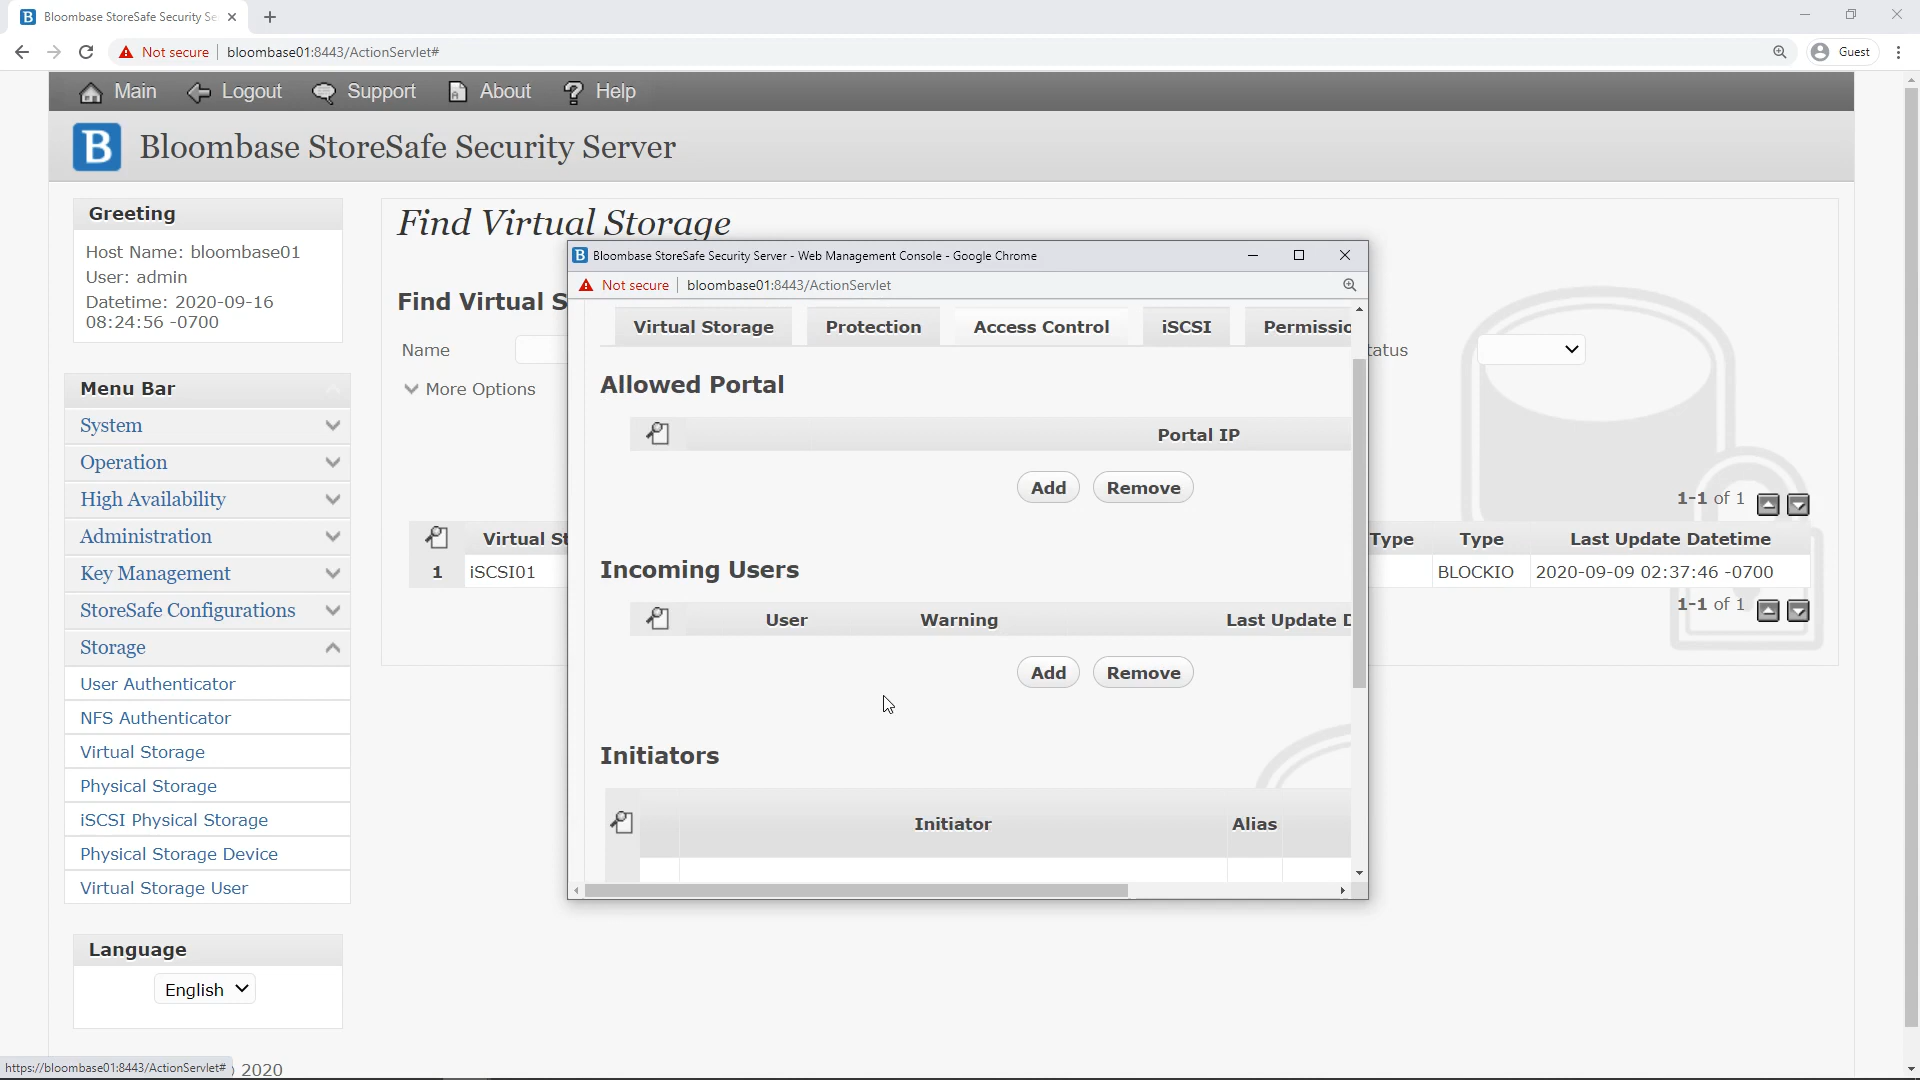 Bloombase StoreSafe Security Se
Not secure
bloombase01:8443/ActionServlet#
Guest
Main
Logout
Support
About
Help
B Bloombase StoreSafe Security Server
Greeting
Host Name: bloombase01
User: admin
Datetime: 2020-09-16
08:24:56 -0700
Menu Bar
System
Operation
High Availability
Administration
Key Management
StoreSafe Configurations
Storage
User Authenticator
NFS Authenticator
Virtual Storage
Physical Storage
iSCSI Physical Storage
Physical Storage Device
Virtual Storage User
Language
English
https://bloombase01:8443/ActionServlet#
2020
Find Virtual Storage
Find Virtual S
Name
tatus
More Options
1-1 of 1
Virtual St
Type
Type
Last Update Datetime
1
iSCSI01
BLOCKIO
2020-09-09 02:37:46 -0700
1-1 of 1
Bloombase StoreSafe Security Server - Web Management Console - Google Chrome
Not secure
bloombase01:8443/ActionServlet
Virtual Storage
Protection
Access Control
iSCSI
Permissio
Allowed Portal
Portal IP
Add
Remove
Incoming Users
User
Warning
Last Update D
Add
Remove
Initiators
Initiator
Alias